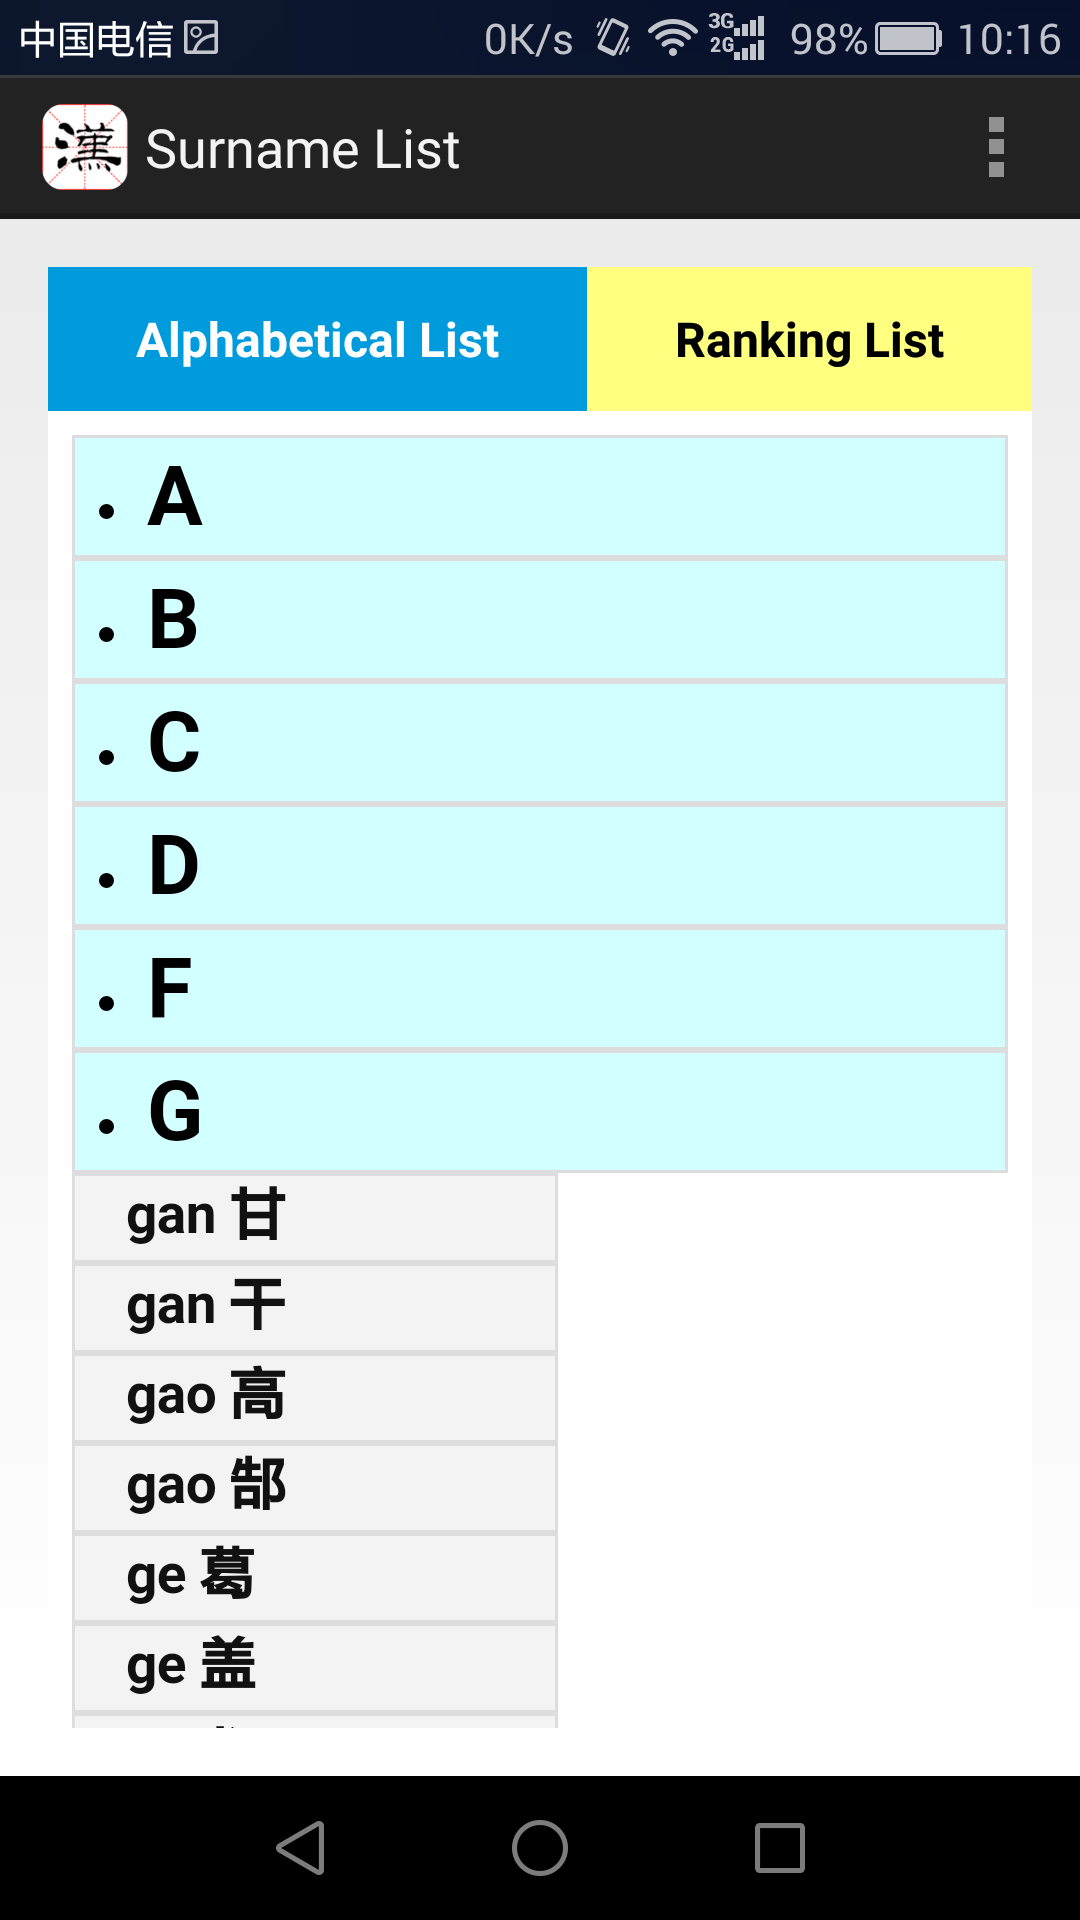 中国电信 0K/s 3G 2G 98% 10:16
漢 Surname List
Alphabetical List Ranking List
• A
• B
• C
• D
• F
• G
gan 甘
gan 干
gao 高
gao 郜
ge 葛
ge 盖